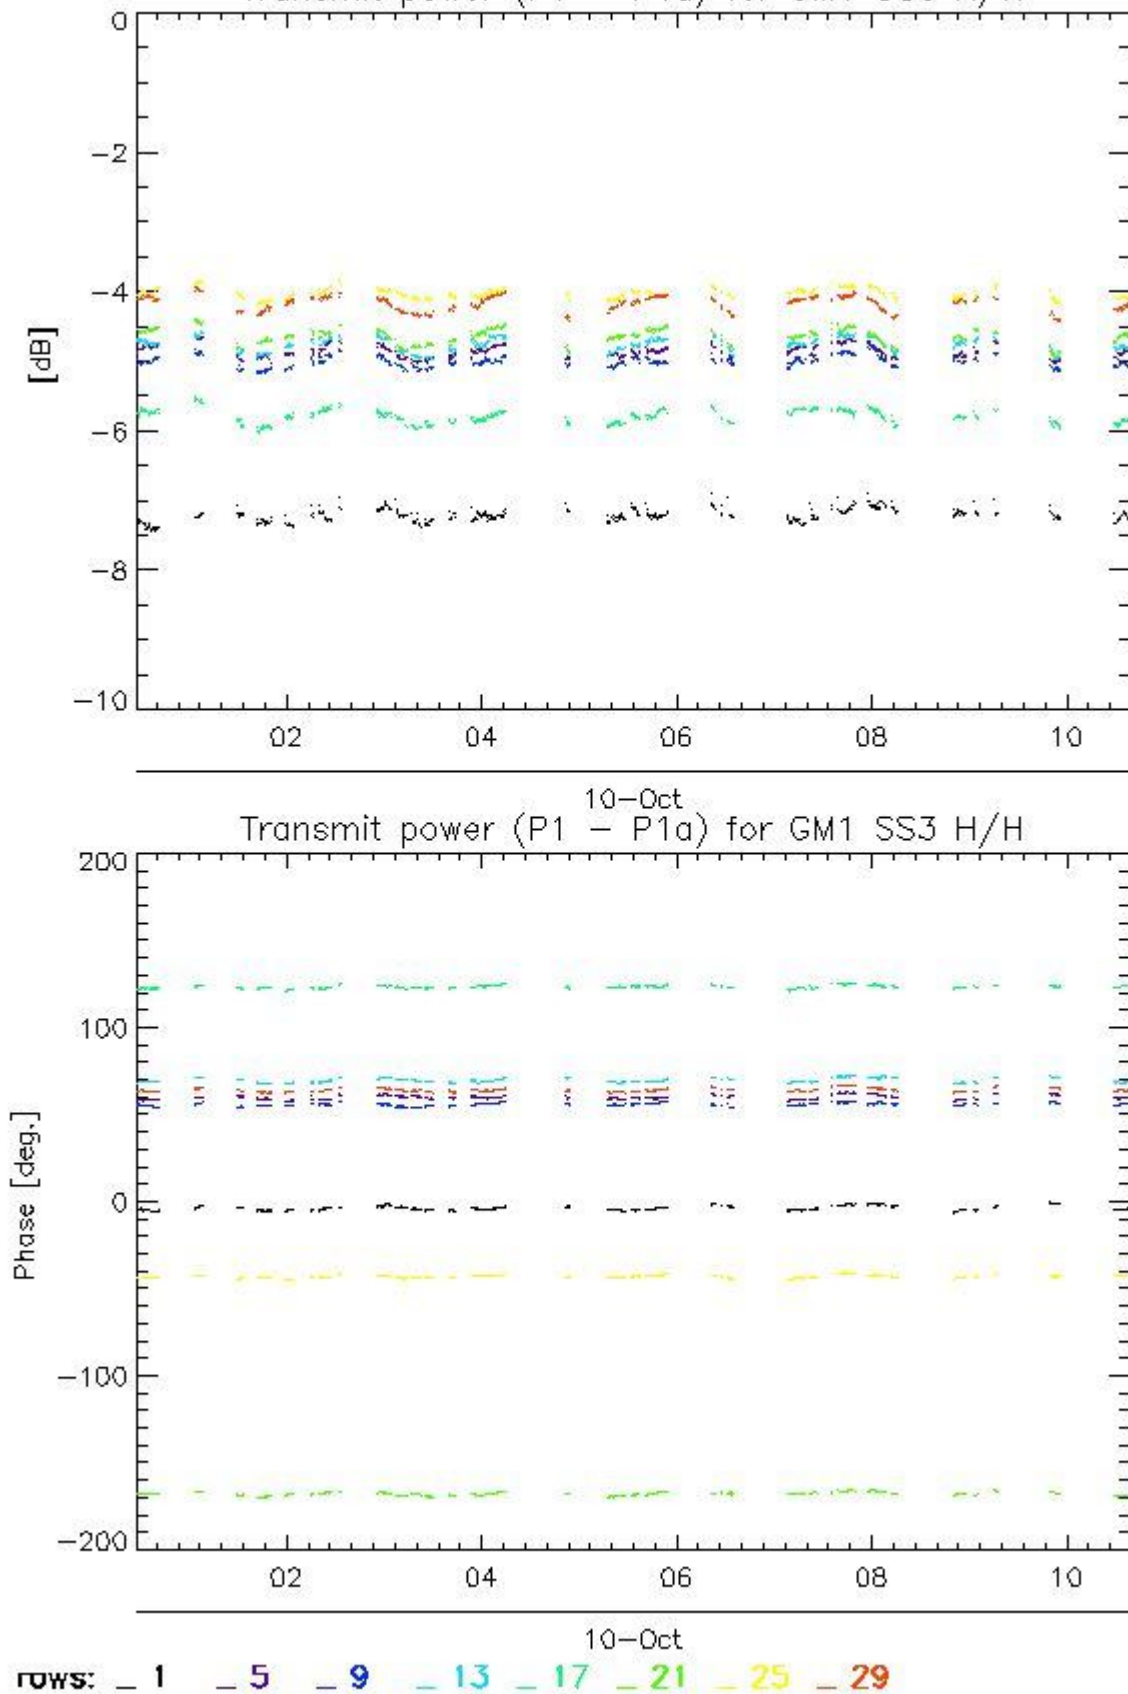 0
−2
−4
[dB]
−6
−8
−10
02 04 06 08 10
10−Oct
Transmit power (P1 − P1a) for GM1 SS3 H/H
200
100
0
Phase [deg.]
−100
−200
02 04 06 08 10
10−Oct
rows: _ 1 _ 5 _ 9 _ 13 _ 17 _ 21 _ 25 _ 29